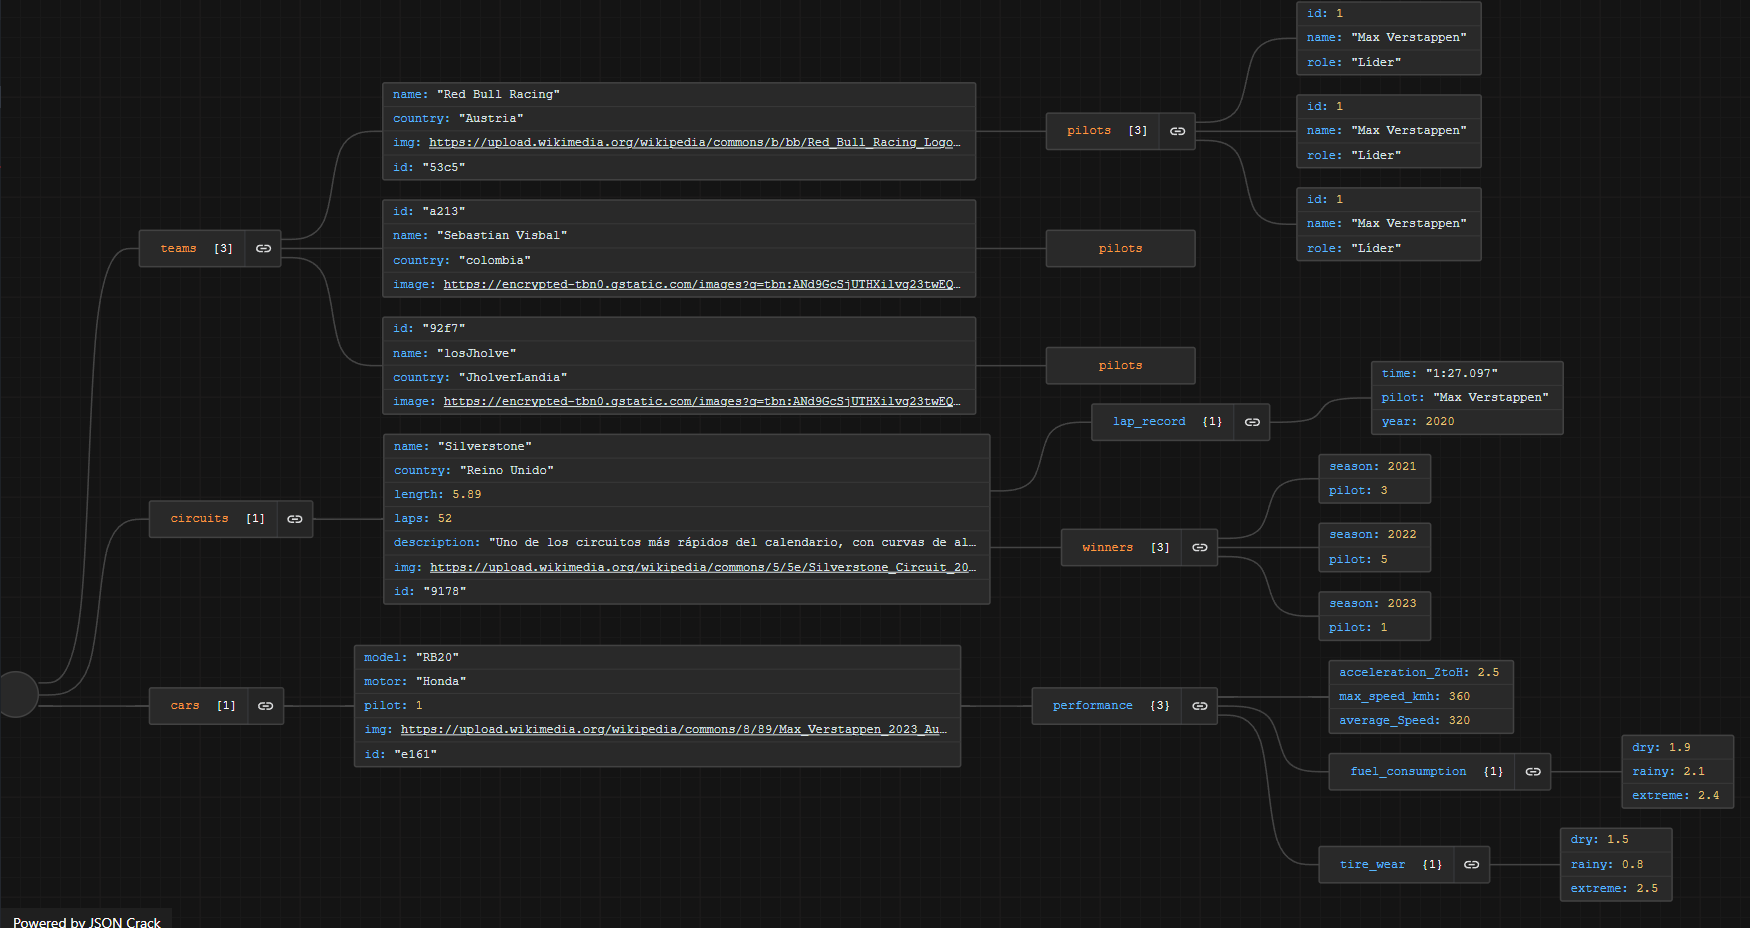 teams [3]
name: "Red Bull Racing"
country: "Austria"
img: https://upload.wikimedia.org/wikipedia/commons/b/bb/Red_Bull_Racing_Logo…
id: "53c5"
pilots [3]
id: 1
name: "Max Verstappen"
role: "Líder"
id: 1
name: "Max Verstappen"
role: "Líder"
id: 1
name: "Max Verstappen"
role: "Líder"
id: "a213"
name: "Sebastian Visbal"
country: "colombia"
image: https://encrypted-tbn0.gstatic.com/images?q=tbn:ANd9GcSjUTHXilvg23twEQ…
pilots
id: "92f7"
name: "losJholve"
country: "JholverLandia"
image: https://encrypted-tbn0.gstatic.com/images?q=tbn:ANd9GcSjUTHXilvg23twEQ…
pilots
circuits [1]
name: "Silverstone"
country: "Reino Unido"
length: 5.89
laps: 52
description: "Uno de los circuitos más rápidos del calendario, con curvas de al…
img: https://upload.wikimedia.org/wikipedia/commons/5/5e/Silverstone_Circuit_20…
id: "9178"
lap_record {1}
time: "1:27.097"
pilot: "Max Verstappen"
year: 2020
winners [3]
season: 2021
pilot: 3
season: 2022
pilot: 5
season: 2023
pilot: 1
cars [1]
model: "RB20"
motor: "Honda"
pilot: 1
img: https://upload.wikimedia.org/wikipedia/commons/8/89/Max_Verstappen_2023_Au…
id: "e161"
performance {3}
acceleration_ZtoH: 2.5
max_speed_kmh: 360
average_Speed: 320
fuel_consumption {1}
dry: 1.9
rainy: 2.1
extreme: 2.4
tire_wear {1}
dry: 1.5
rainy: 0.8
extreme: 2.5
Powered by JSON Crack